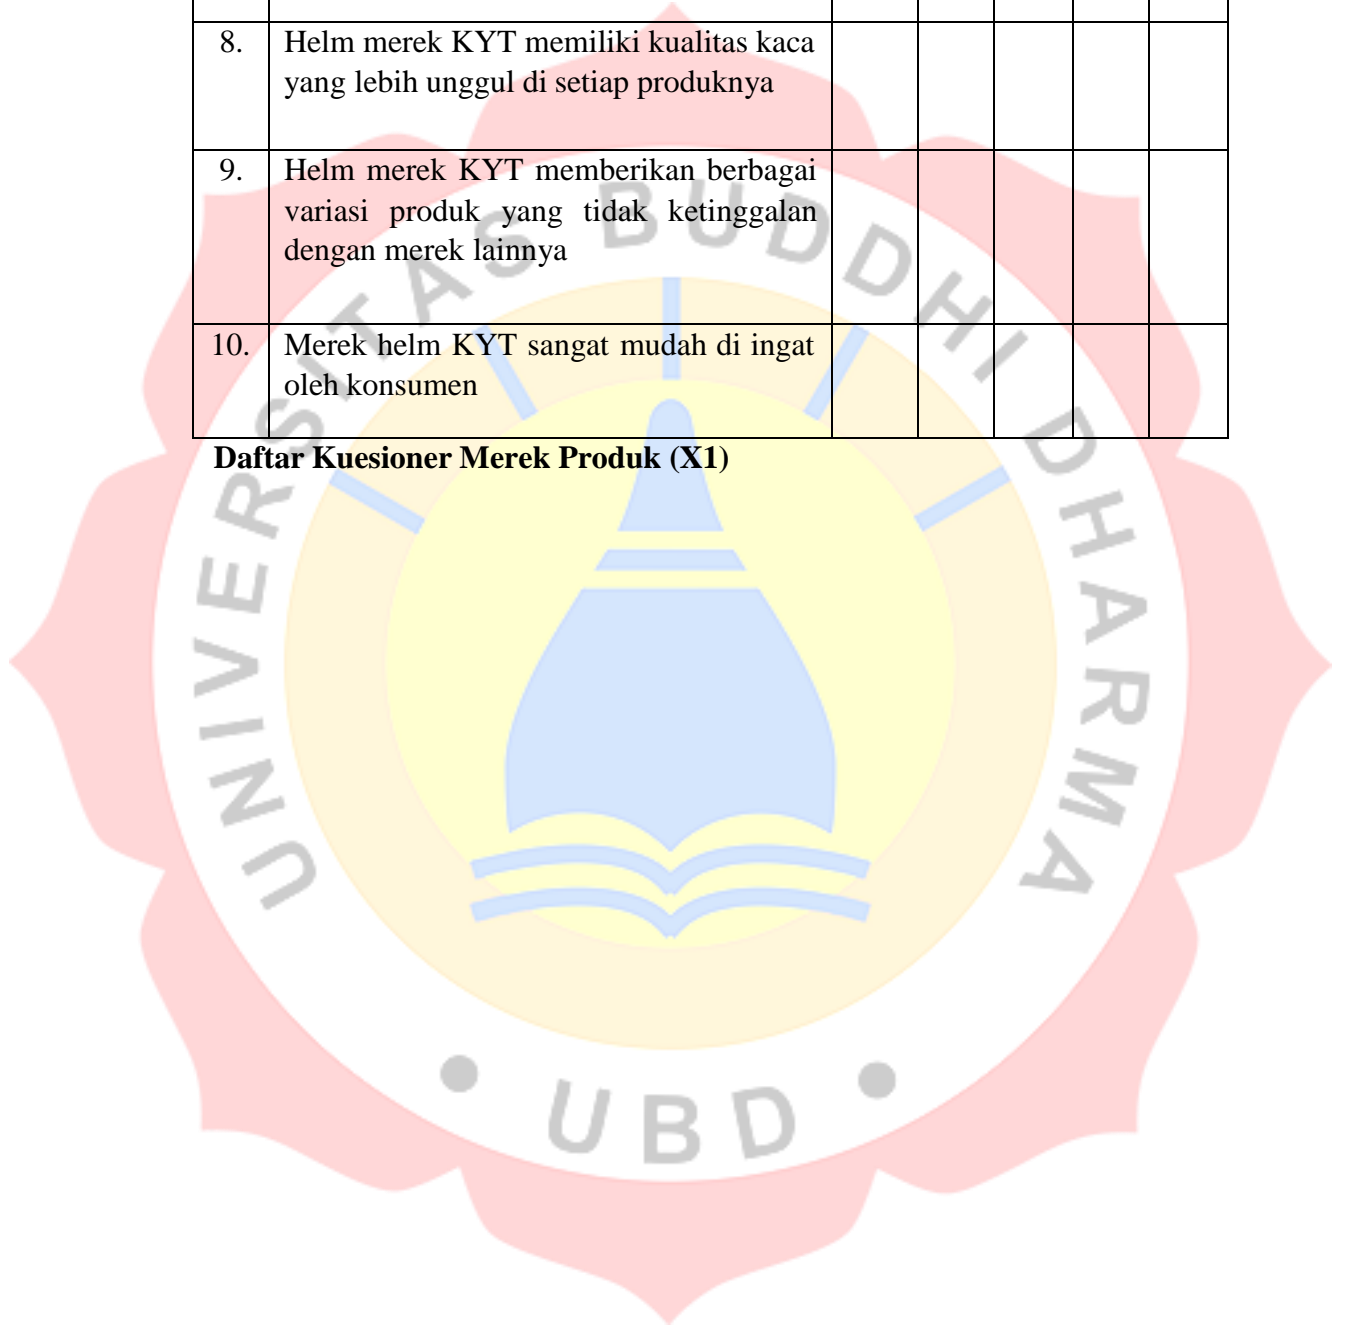 8. Helm merek KYT memiliki kualitas kaca
yang lebih unggul di setiap produknya
9. Helm merek KYT memberikan berbagai
variasi produk yang tidak ketinggalan
dengan merek lainnya
10. Merek helm KYT sangat mudah di ingat
oleh konsumen
Daftar Kuesioner Merek Produk (X1)
UNIVERSITAS BUDDHI DHARMA
UBD